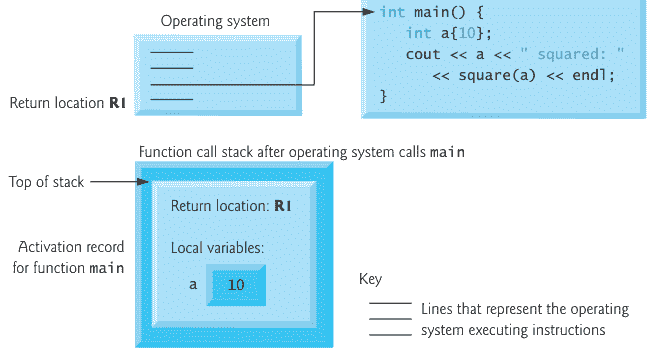 Operating system
int main() {
int a{10};
cout << a << " squared: "
<< square(a) << endl;
}
Return location R1
Function call stack after operating system calls main
Top of stack
Return location: R1
Activation record
for function main
Local variables:
a 10
Key
Lines that represent the operating
system executing instructions